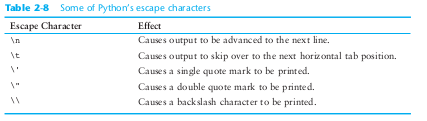 Table 2-8 Some of Python's escape characters
Escape Character Effect
\n Causes output to be advanced to the next line.
\t Causes output to skip over to the next horizontal tab position.
\' Causes a single quote mark to be printed.
\" Causes a double quote mark to be printed.
\\ Causes a backslash character to be printed.